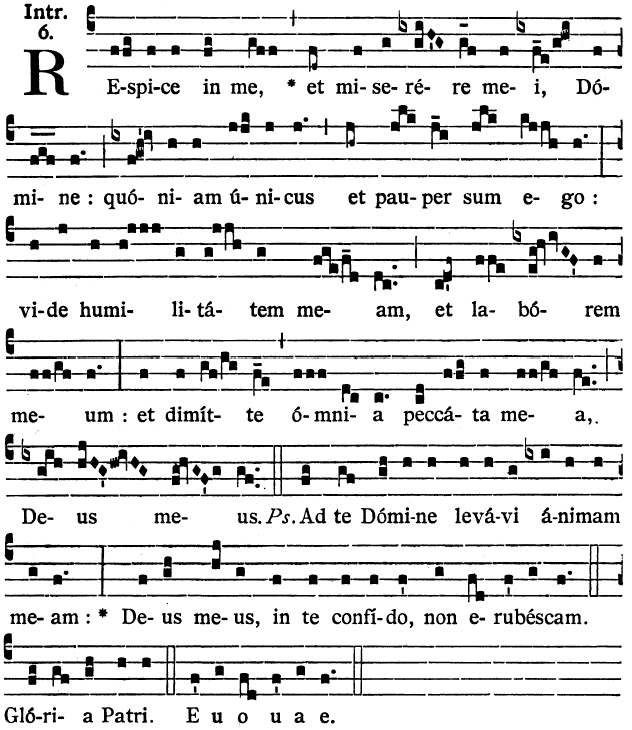 Intr.
6.
RE-spi-ce in me, * et mi-se-ré-re me-i, Dó-
mi-ne : quó-ni-am ú-ni-cus et pau-per sum e-go :
vi-de humi-li-tá-tem me-am, et la-bó-rem
me-um : et dimít-te ó-mni-a peccá-ta me-a,
De-us me-us. Ps. Ad te Dómi-ne levá-vi á-nimam
me-am : * De-us me-us, in te confí-do, non e-rubéscam.
Gló-ri-a Patri. E u o u a e.